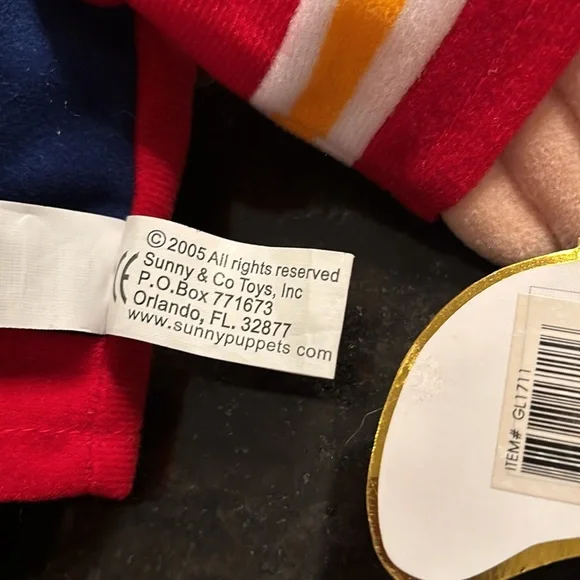 © 2005 All rights reserved
Sunny & Co Toys, Inc
P.O.Box 771673
Orlando, FL. 32877
www.sunnypuppets com
CE
ITEM# GL1711